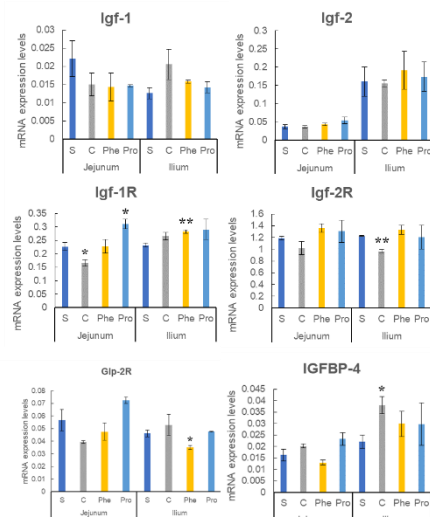 Igf-1
mRNA expression levels
0.03
0.025
0.02
0.015
0.01
0.005
0
S C Phe Pro S C Phe Pro
Jejunum Ilium
Igf-2
mRNA expression levels
0.3
0.25
0.2
0.15
0.1
0.05
0
S C Phe Pro S C Phe Pro
Jejunum Ilium
Igf-1R
mRNA expression levels
0.35
0.3
0.25
0.2
0.15
0.1
0.05
0
* * **
S C Phe Pro S C Phe Pro
Jejunum Ilium
Igf-2R
mRNA expression levels
1.6
1.4
1.2
1
0.8
0.6
0.4
0.2
0
**
S C Phe Pro S C Phe Pro
Jejunum Ilium
Glp-2R
mRNA expression levels
0.08
0.07
0.06
0.05
0.04
0.03
0.02
0.01
0
*
S C Phe Pro S C Phe Pro
Jejunum Ilium
IGFBP-4
mRNA expression levels
0.045
0.04
0.035
0.03
0.025
0.02
0.015
0.01
0.005
0
*
S C Phe Pro S C Phe Pro
Jejunum Ilium